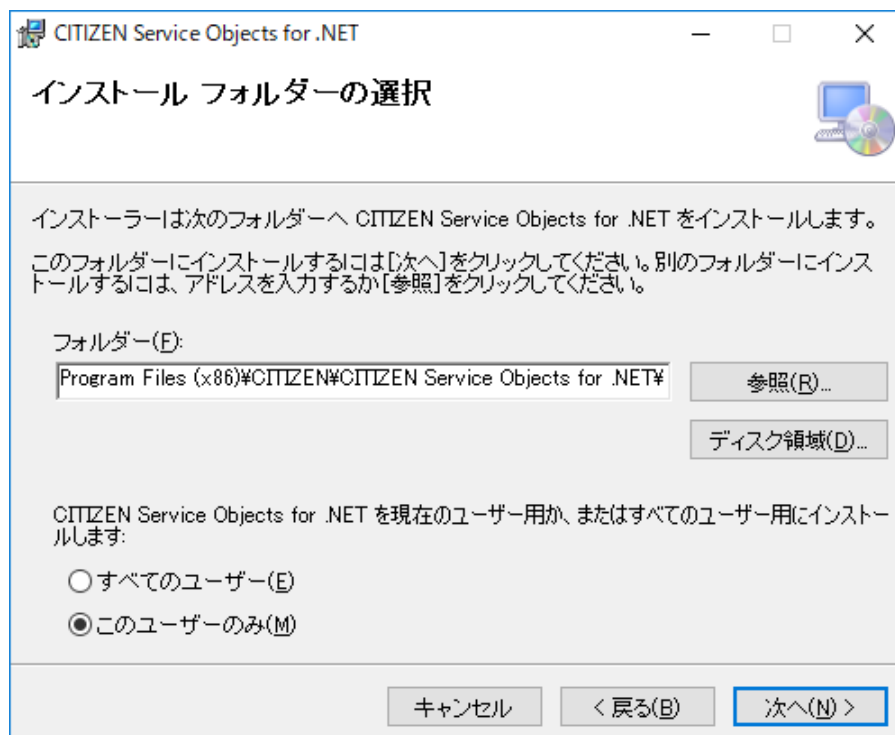 CITIZEN Service Objects for .NET
インストール フォルダーの選択
インストーラーは次のフォルダーへ CITIZEN Service Objects for .NET をインストールします。
このフォルダーにインストールするには[次へ]をクリックしてください。別のフォルダーにインス
トールするには、アドレスを入力するか[参照]をクリックしてください。
フォルダー(F):
Program Files (x86)¥CITIZEN¥CITIZEN Service Objects for .NET¥
参照(R)...
ディスク領域(D)...
CITIZEN Service Objects for .NET を現在のユーザー用か、またはすべてのユーザー用にインストー
ルします:
すべてのユーザー(E)
このユーザーのみ(M)
キャンセル
< 戻る(B)
次へ(N) >